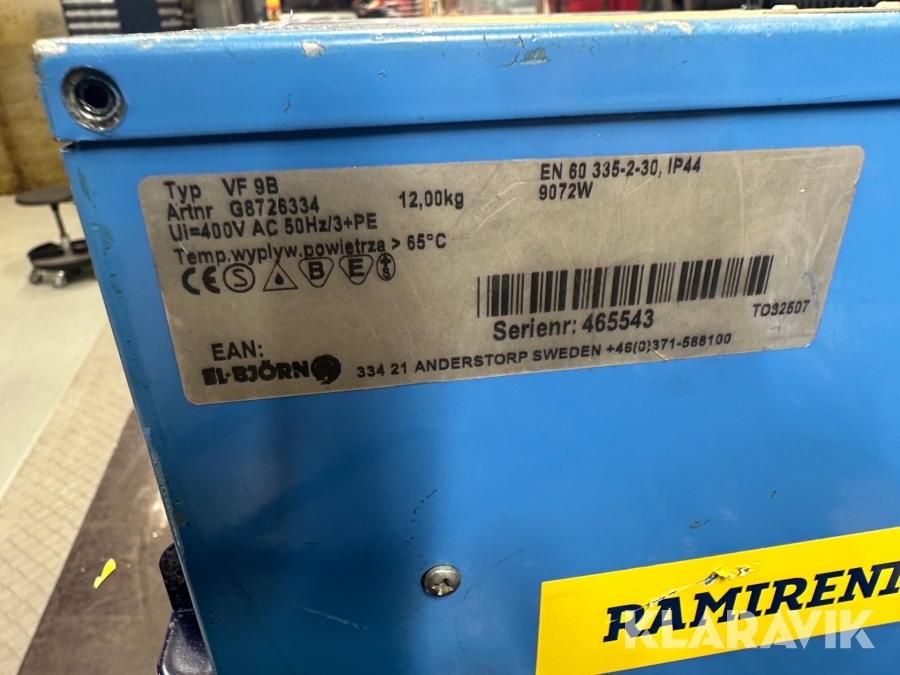 Typ VF 9B
Artnr G8726334 12,00kg
Ui=400V AC 50Hz/3+PE
Temp.wyplyw.powietrza > 65°C
EN 60 335-2-30, IP44
9072W
CE S B E
TO92507
Serienr: 465543
EAN:
EL-BJÖRN 334 21 ANDERSTORP SWEDEN +46(0)371-588100
RAMIRENT
KLARAVIK